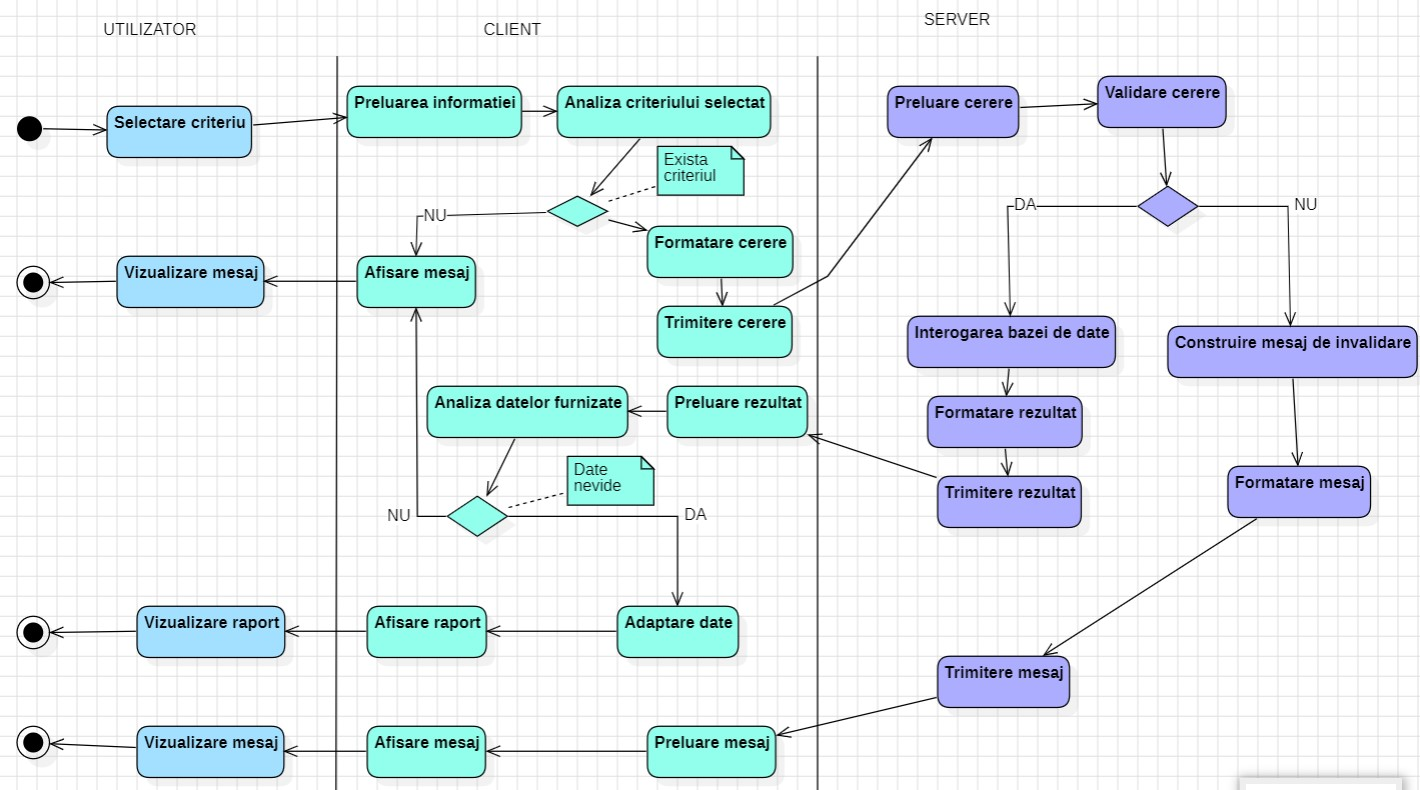 UTILIZATOR
CLIENT
SERVER
Selectare criteriu
Preluarea informatiei
Analiza criteriului selectat
Preluare cerere
Validare cerere
Exista
criteriul
NU
DA
NU
Formatare cerere
Vizualizare mesaj
Afisare mesaj
Trimitere cerere
Interogarea bazei de date
Construire mesaj de invalidare
Analiza datelor furnizate
Preluare rezultat
Formatare rezultat
Date
nevide
Trimitere rezultat
Formatare mesaj
NU
DA
Vizualizare raport
Afisare raport
Adaptare date
Trimitere mesaj
Vizualizare mesaj
Afisare mesaj
Preluare mesaj